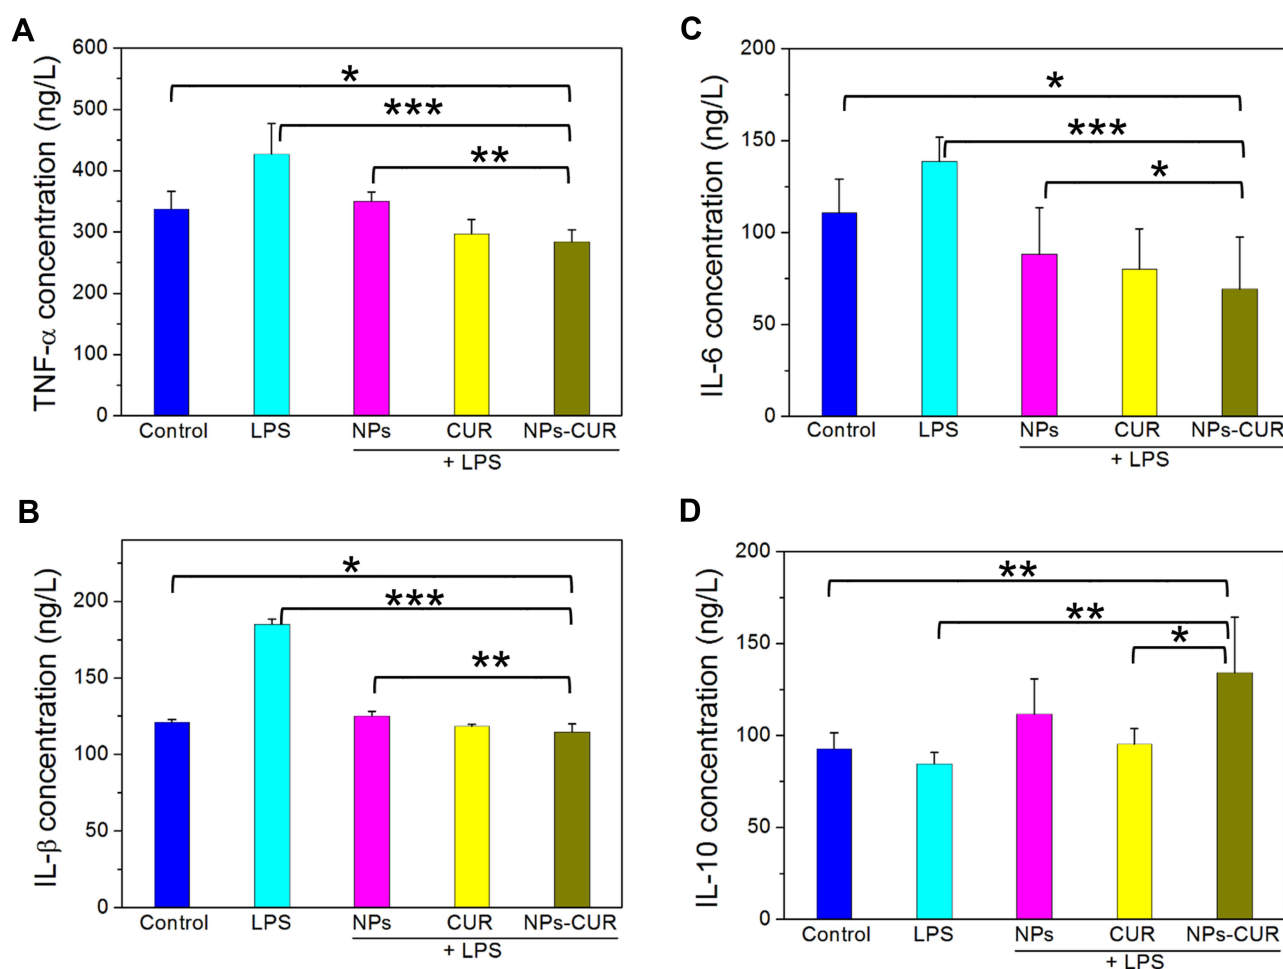 A
TNF-α concentration (ng/L)
600
500
400
300
200
100
0
*
***
**
Control LPS NPs CUR NPs-CUR
+ LPS
B
IL-β concentration (ng/L)
200
150
100
50
0
*
***
**
Control LPS NPs CUR NPs-CUR
+ LPS
C
IL-6 concentration (ng/L)
200
150
100
50
0
*
***
*
Control LPS NPs CUR NPs-CUR
+ LPS
D
IL-10 concentration (ng/L)
200
150
100
50
0
**
**
*
Control LPS NPs CUR NPs-CUR
+ LPS